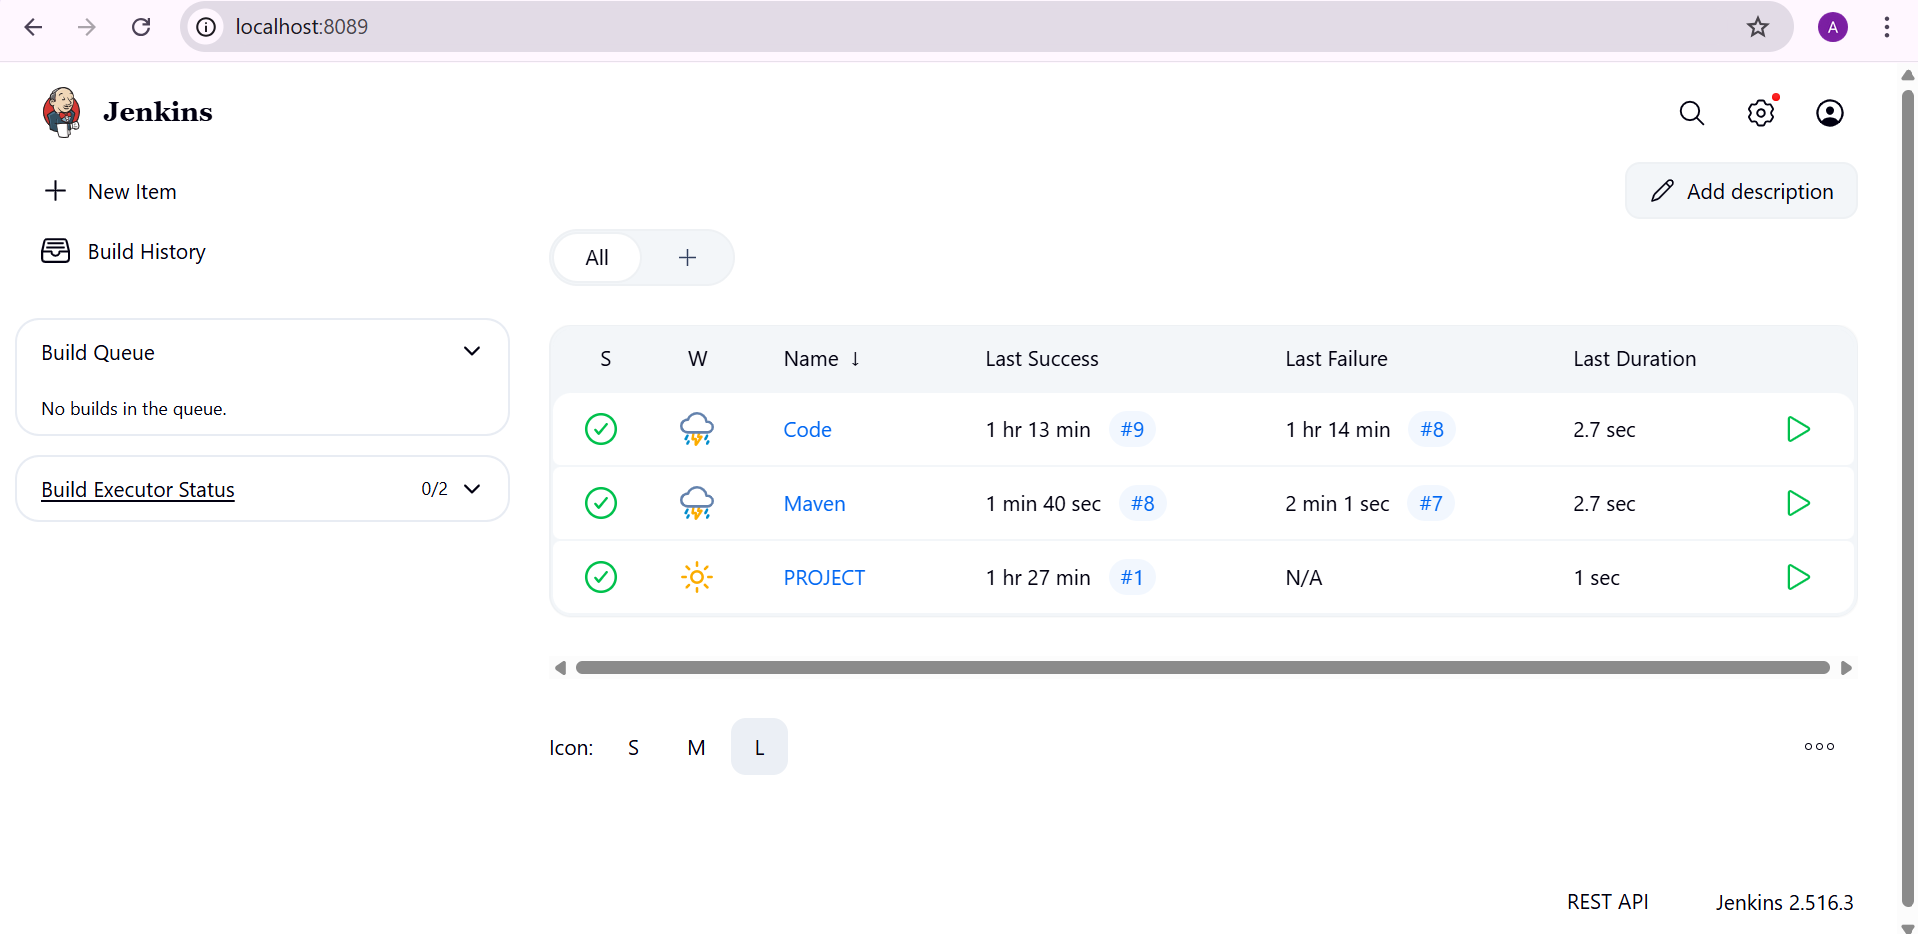 localhost:8089
A
Jenkins
New Item
Add description
Build History
All
Build Queue
No builds in the queue.
Build Executor Status 0/2
S W Name ↓ Last Success Last Failure Last Duration
Code 1 hr 13 min #9 1 hr 14 min #8 2.7 sec
Maven 1 min 40 sec #8 2 min 1 sec #7 2.7 sec
PROJECT 1 hr 27 min #1 N/A 1 sec
Icon: S M L
REST API Jenkins 2.516.3